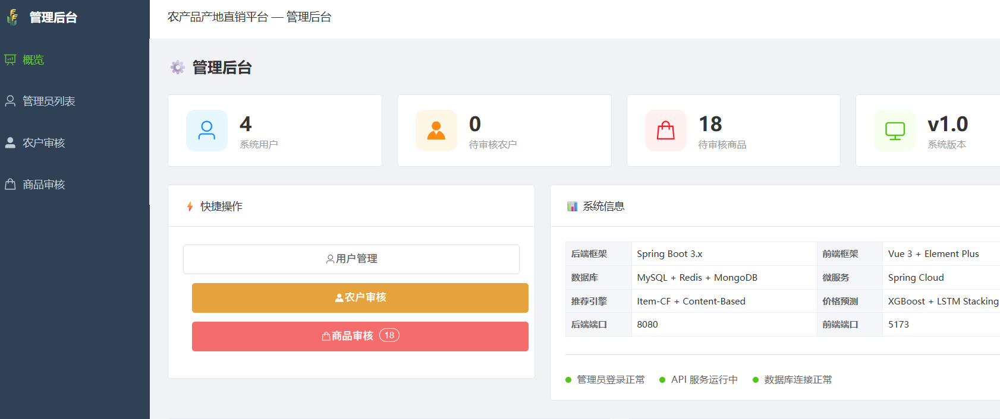 管理后台
概览
管理员列表
农户审核
商品审核
农产品产地直销平台 — 管理后台
管理后台
4
系统用户
0
待审核农户
18
待审核商品
v1.0
系统版本
快捷操作
用户管理
农户审核
商品审核 18
系统信息
后端框架 Spring Boot 3.x 前端框架 Vue 3 + Element Plus
数据库 MySQL + Redis + MongoDB 微服务 Spring Cloud
推荐引擎 Item-CF + Content-Based 价格预测 XGBoost + LSTM Stacking
后端端口 8080 前端端口 5173
管理员登录正常 API 服务运行中 数据库连接正常